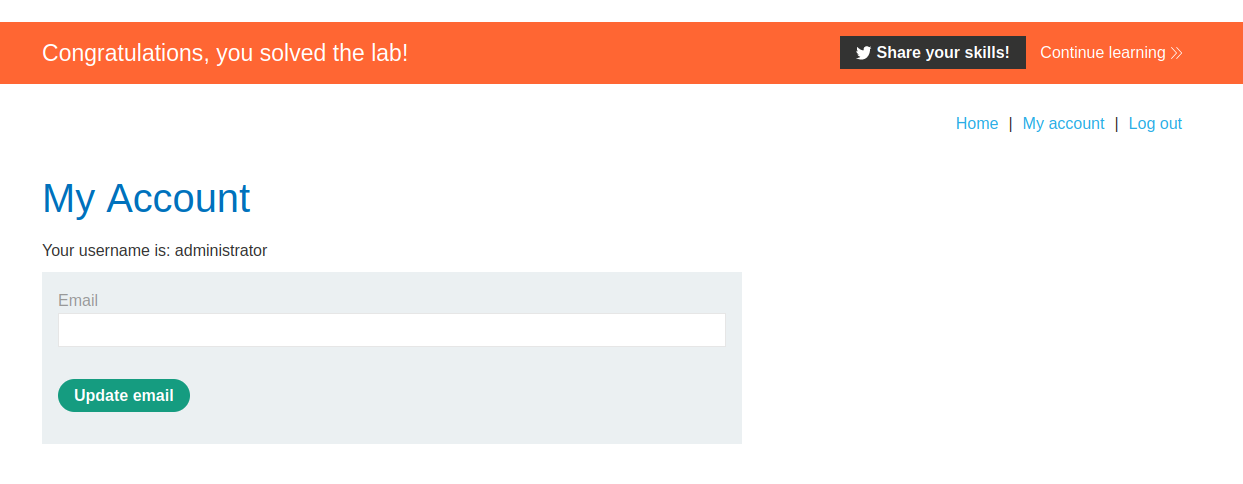 Congratulations, you solved the lab!
Share your skills!
Continue learning
Home | My account | Log out
My Account
Your username is: administrator
Email
Update email